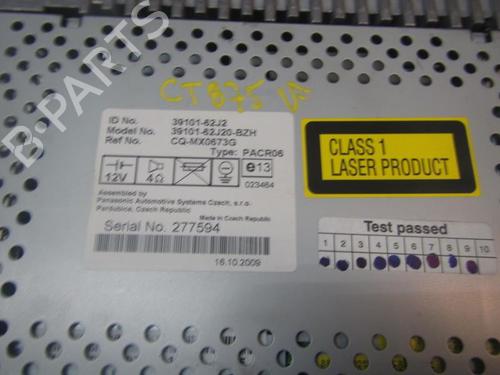 B-PARTS
CT875
ID No. 39101-62J2
Model No. 39101-62J20-BZH
Ref No. CQ-MX0673G
Type: PACR06
12V 4Ω e13
023464
Assembled by
Panasonic Automotive Systems Czech, s.r.o.
Pardubice, Czech Republic
Made in Czech Republic
Serial No. 277594
16.10.2009
CLASS 1
LASER PRODUCT
Test passed
1 2 3 4 5 6 7 8 9 10.